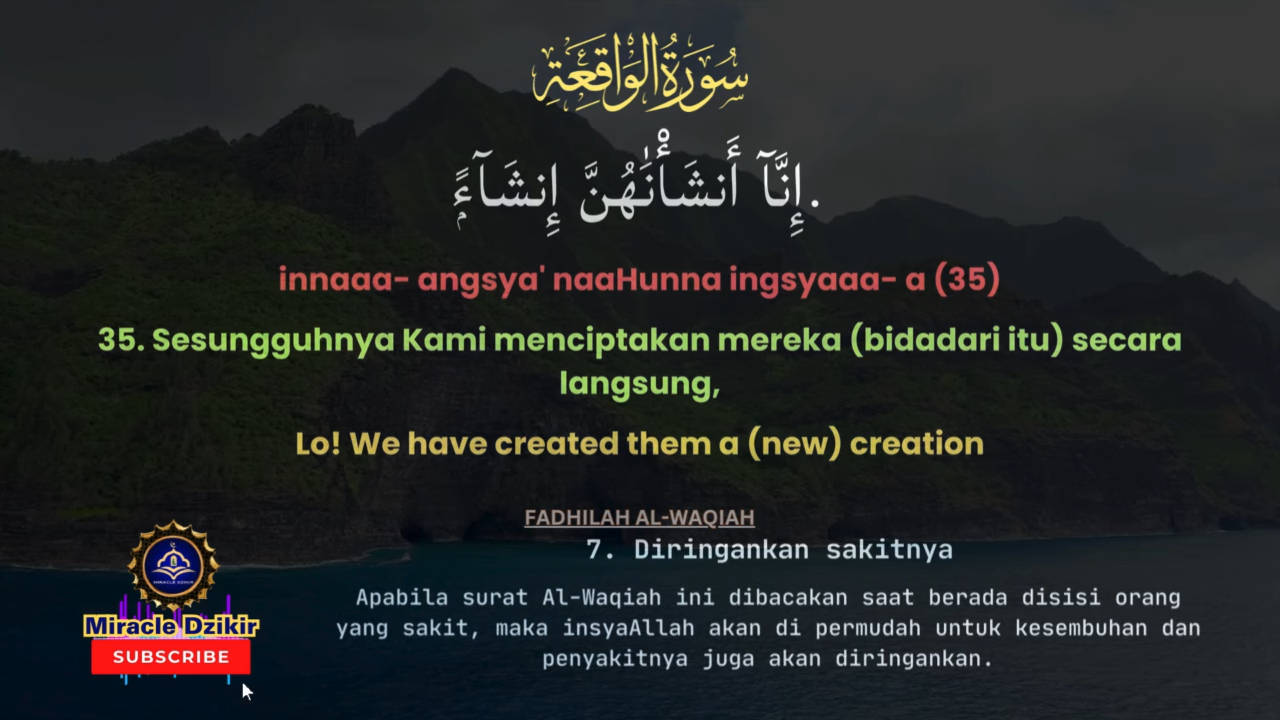 سُورَةُ الْوَاقِعَةِ
إِنَّآ أَنشَأْنَٰهُنَّ إِنشَآءًۭ.
innaaa- angsya' naaHunna ingsyaaa- a (35)
35. Sesungguhnya Kami menciptakan mereka (bidadari itu) secara
langsung,
Lo! We have created them a (new) creation
FADHILAH AL-WAQIAH
7. Diringankan sakitnya
Apabila surat Al-Waqiah ini dibacakan saat berada disisi orang
yang sakit, maka insyaAllah akan di permudah untuk kesembuhan dan
penyakitnya juga akan diringankan.
MIRACLE DZIKIR
Miracle Dzikir
SUBSCRIBE